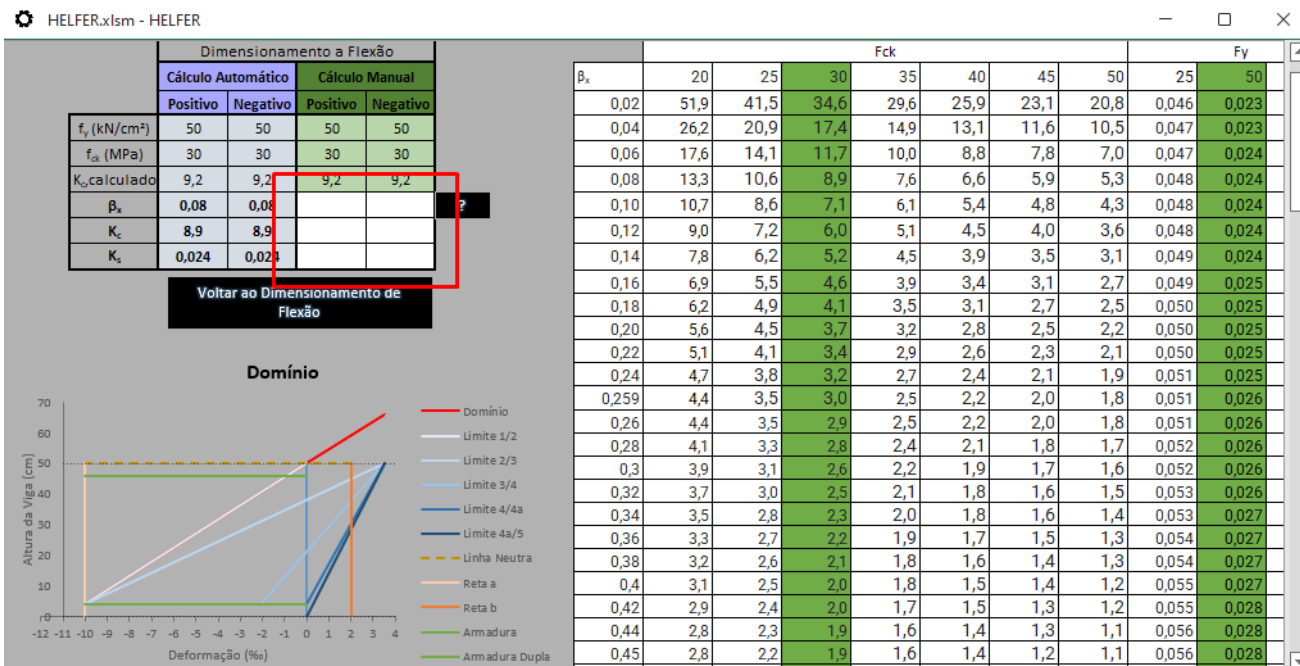 HELFER.xlsm - HELFER
Dimensionamento a Flexão
Cálculo Automático Cálculo Manual
Positivo Negativo Positivo Negativo
fᵧ (kN/cm²) 50 50 50 50
f꜀ₖ (MPa) 30 30 30 30
K꜀calculado 9,2 9,2 9,2 9,2
βₓ 0,08 0,08 ?
K꜀ 8,9 8,9
Kₛ 0,024 0,024
Voltar ao Dimensionamento de
Flexão
Domínio
70
60
50
40
30
20
10
0
-12 -11 -10 -9 -8 -7 -6 -5 -4 -3 -2 -1 0 1 2 3 4
Altura da Viga (cm)
Deformação (‰)
Domínio
Limite 1/2
Limite 2/3
Limite 3/4
Limite 4/4a
Limite 4a/5
Linha Neutra
Reta a
Reta b
Armadura
Armadura Dupla
Fck Fy
βₓ 20 25 30 35 40 45 50 25 50
0,02 51,9 41,5 34,6 29,6 25,9 23,1 20,8 0,046 0,023
0,04 26,2 20,9 17,4 14,9 13,1 11,6 10,5 0,047 0,023
0,06 17,6 14,1 11,7 10,0 8,8 7,8 7,0 0,047 0,024
0,08 13,3 10,6 8,9 7,6 6,6 5,9 5,3 0,048 0,024
0,10 10,7 8,6 7,1 6,1 5,4 4,8 4,3 0,048 0,024
0,12 9,0 7,2 6,0 5,1 4,5 4,0 3,6 0,048 0,024
0,14 7,8 6,2 5,2 4,5 3,9 3,5 3,1 0,049 0,024
0,16 6,9 5,5 4,6 3,9 3,4 3,1 2,7 0,049 0,025
0,18 6,2 4,9 4,1 3,5 3,1 2,7 2,5 0,050 0,025
0,20 5,6 4,5 3,7 3,2 2,8 2,5 2,2 0,050 0,025
0,22 5,1 4,1 3,4 2,9 2,6 2,3 2,1 0,050 0,025
0,24 4,7 3,8 3,2 2,7 2,4 2,1 1,9 0,051 0,025
0,259 4,4 3,5 3,0 2,5 2,2 2,0 1,8 0,051 0,026
0,26 4,4 3,5 2,9 2,5 2,2 2,0 1,8 0,051 0,026
0,28 4,1 3,3 2,8 2,4 2,1 1,8 1,7 0,052 0,026
0,3 3,9 3,1 2,6 2,2 1,9 1,7 1,6 0,052 0,026
0,32 3,7 3,0 2,5 2,1 1,8 1,6 1,5 0,053 0,026
0,34 3,5 2,8 2,3 2,0 1,8 1,6 1,4 0,053 0,027
0,36 3,3 2,7 2,2 1,9 1,7 1,5 1,3 0,054 0,027
0,38 3,2 2,6 2,1 1,8 1,6 1,4 1,3 0,054 0,027
0,4 3,1 2,5 2,0 1,8 1,5 1,4 1,2 0,055 0,027
0,42 2,9 2,4 2,0 1,7 1,5 1,3 1,2 0,055 0,028
0,44 2,8 2,3 1,9 1,6 1,4 1,3 1,1 0,056 0,028
0,45 2,8 2,2 1,9 1,6 1,4 1,2 1,1 0,056 0,028